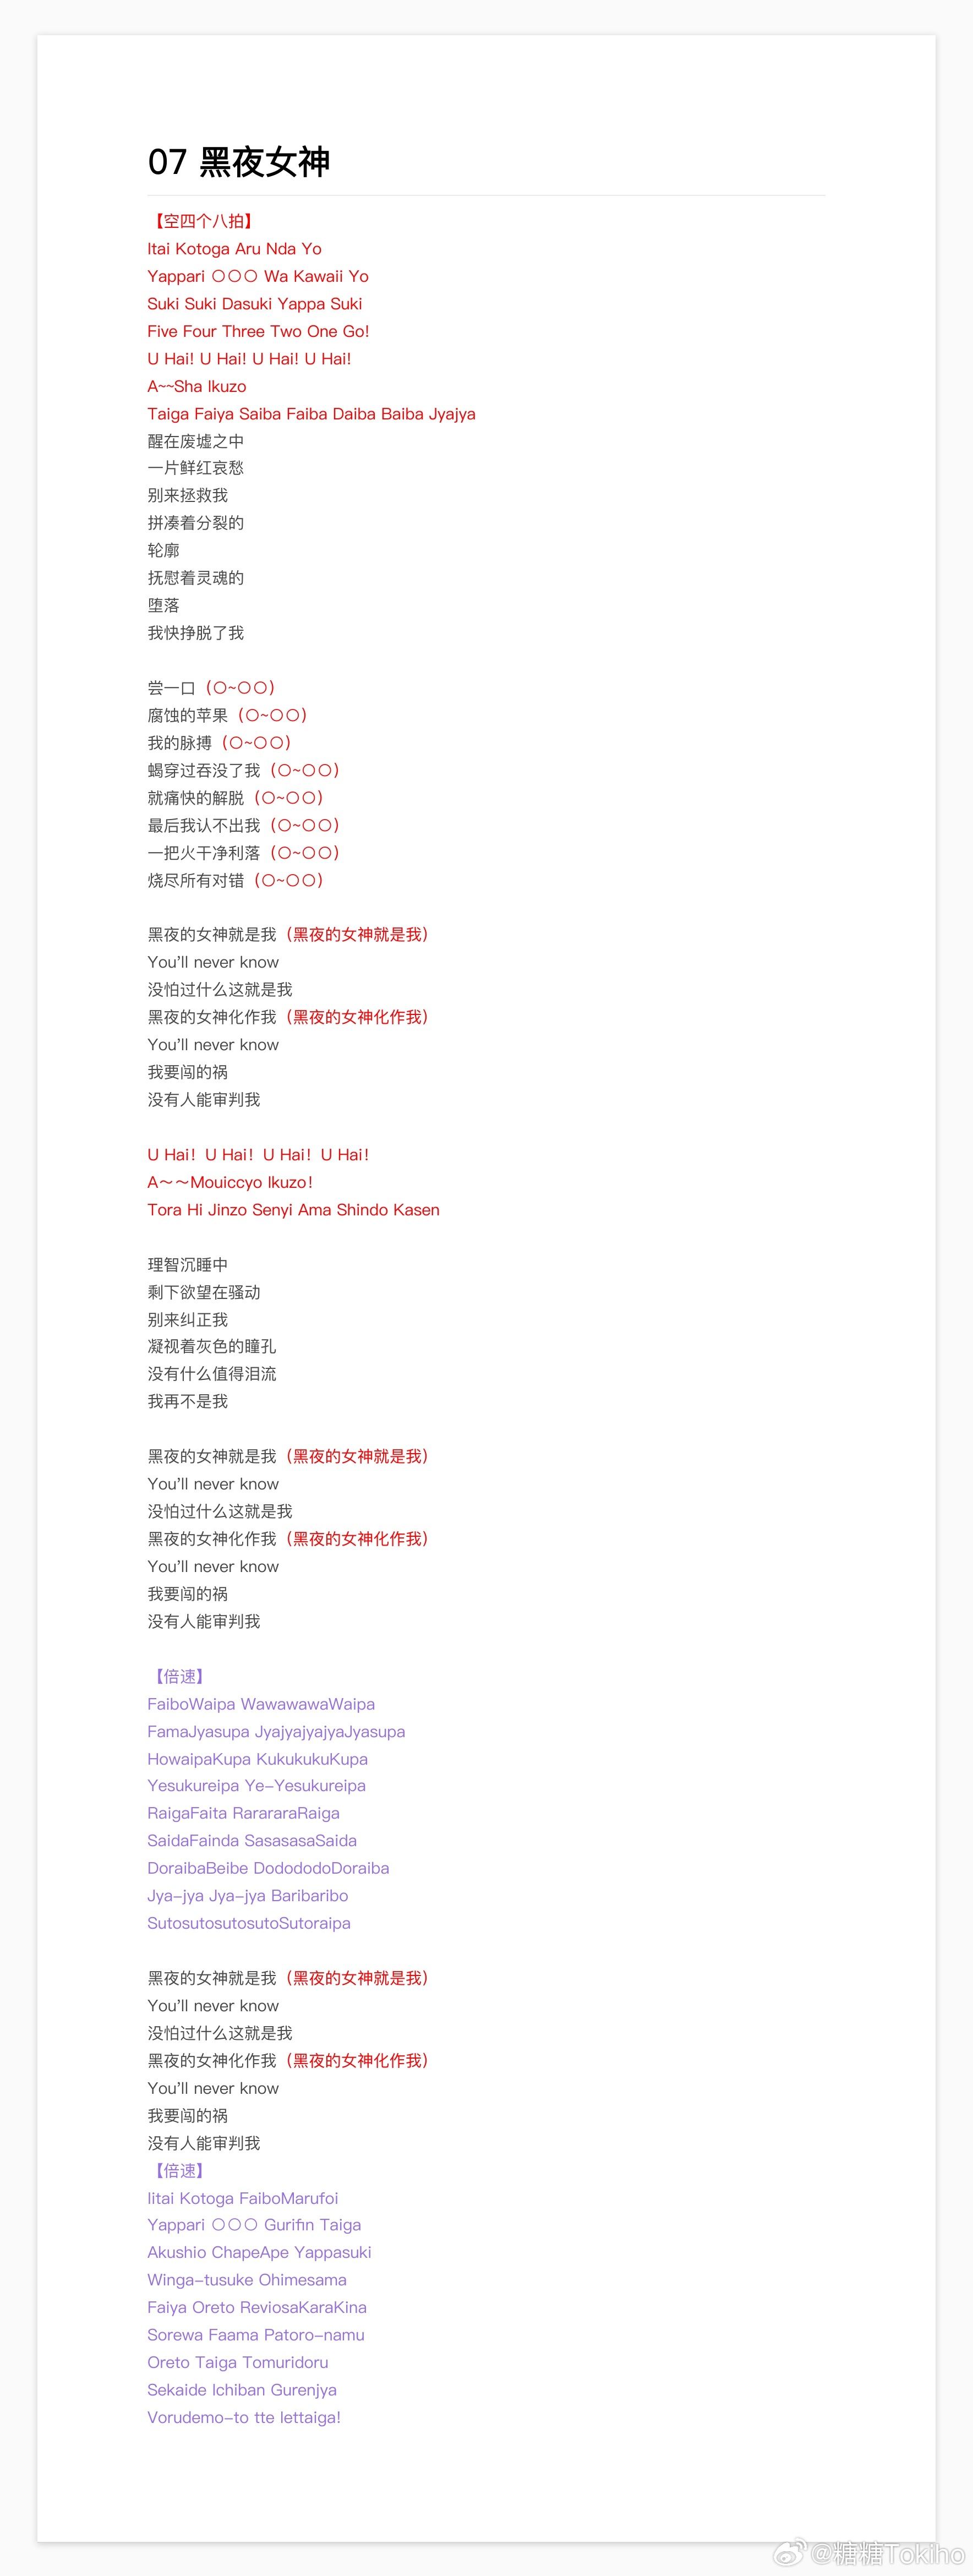 07 黑夜女神
【空四个八拍】
Itai Kotoga Aru Nda Yo
Yappari 〇〇〇 Wa Kawaii Yo
Suki Suki Dasuki Yappa Suki
Five Four Three Two One Go!
U Hai! U Hai! U Hai! U Hai!
A~~Sha Ikuzo
Taiga Faiya Saiba Faiba Daiba Baiba Jyajya
醒在废墟之中
一片鲜红哀愁
别来拯救我
拼凑着分裂的
轮廓
抚慰着灵魂的
堕落
我快挣脱了我
尝一口（〇~〇〇）
腐蚀的苹果（〇~〇〇）
我的脉搏（〇~〇〇）
蝎穿过吞没了我（〇~〇〇）
就痛快的解脱（〇~〇〇）
最后我认不出我（〇~〇〇）
一把火干净利落（〇~〇〇）
烧尽所有对错（〇~〇〇）
黑夜的女神就是我（黑夜的女神就是我）
You'll never know
没怕过什么这就是我
黑夜的女神化作我（黑夜的女神化作我）
You'll never know
我要闯的祸
没有人能审判我
U Hai！U Hai！U Hai！U Hai！
A～～Mouiccyo Ikuzo！
Tora Hi Jinzo Senyi Ama Shindo Kasen
理智沉睡中
剩下欲望在骚动
别来纠正我
凝视着灰色的瞳孔
没有什么值得泪流
我再不是我
黑夜的女神就是我（黑夜的女神就是我）
You'll never know
没怕过什么这就是我
黑夜的女神化作我（黑夜的女神化作我）
You'll never know
我要闯的祸
没有人能审判我
【倍速】
FaiboWaipa WawawawaWaipa
FamaJyasupa JyajyajyajyaJyasupa
HowaipaKupa KukukukuKupa
Yesukureipa Ye-Yesukureipa
RaigaFaita RarararaRaiga
SaidaFainda SasasasaSaida
DoraibaBeibe DodododoDoraiba
Jya-jya Jya-jya Baribaribo
SutosutosutosutoSutoraipa
黑夜的女神就是我（黑夜的女神就是我）
You'll never know
没怕过什么这就是我
黑夜的女神化作我（黑夜的女神化作我）
You'll never know
我要闯的祸
没有人能审判我
【倍速】
Iitai Kotoga FaiboMarufoi
Yappari 〇〇〇 Gurifin Taiga
Akushio ChapeApe Yappasuki
Winga-tusuke Ohimesama
Faiya Oreto ReviosaKaraKina
Sorewa Faama Patoro-namu
Oreto Taiga Tomuridoru
Sekaide Ichiban Gurenjya
Vorudemo-to tte Iettaiga!
@糖糖Tokiho